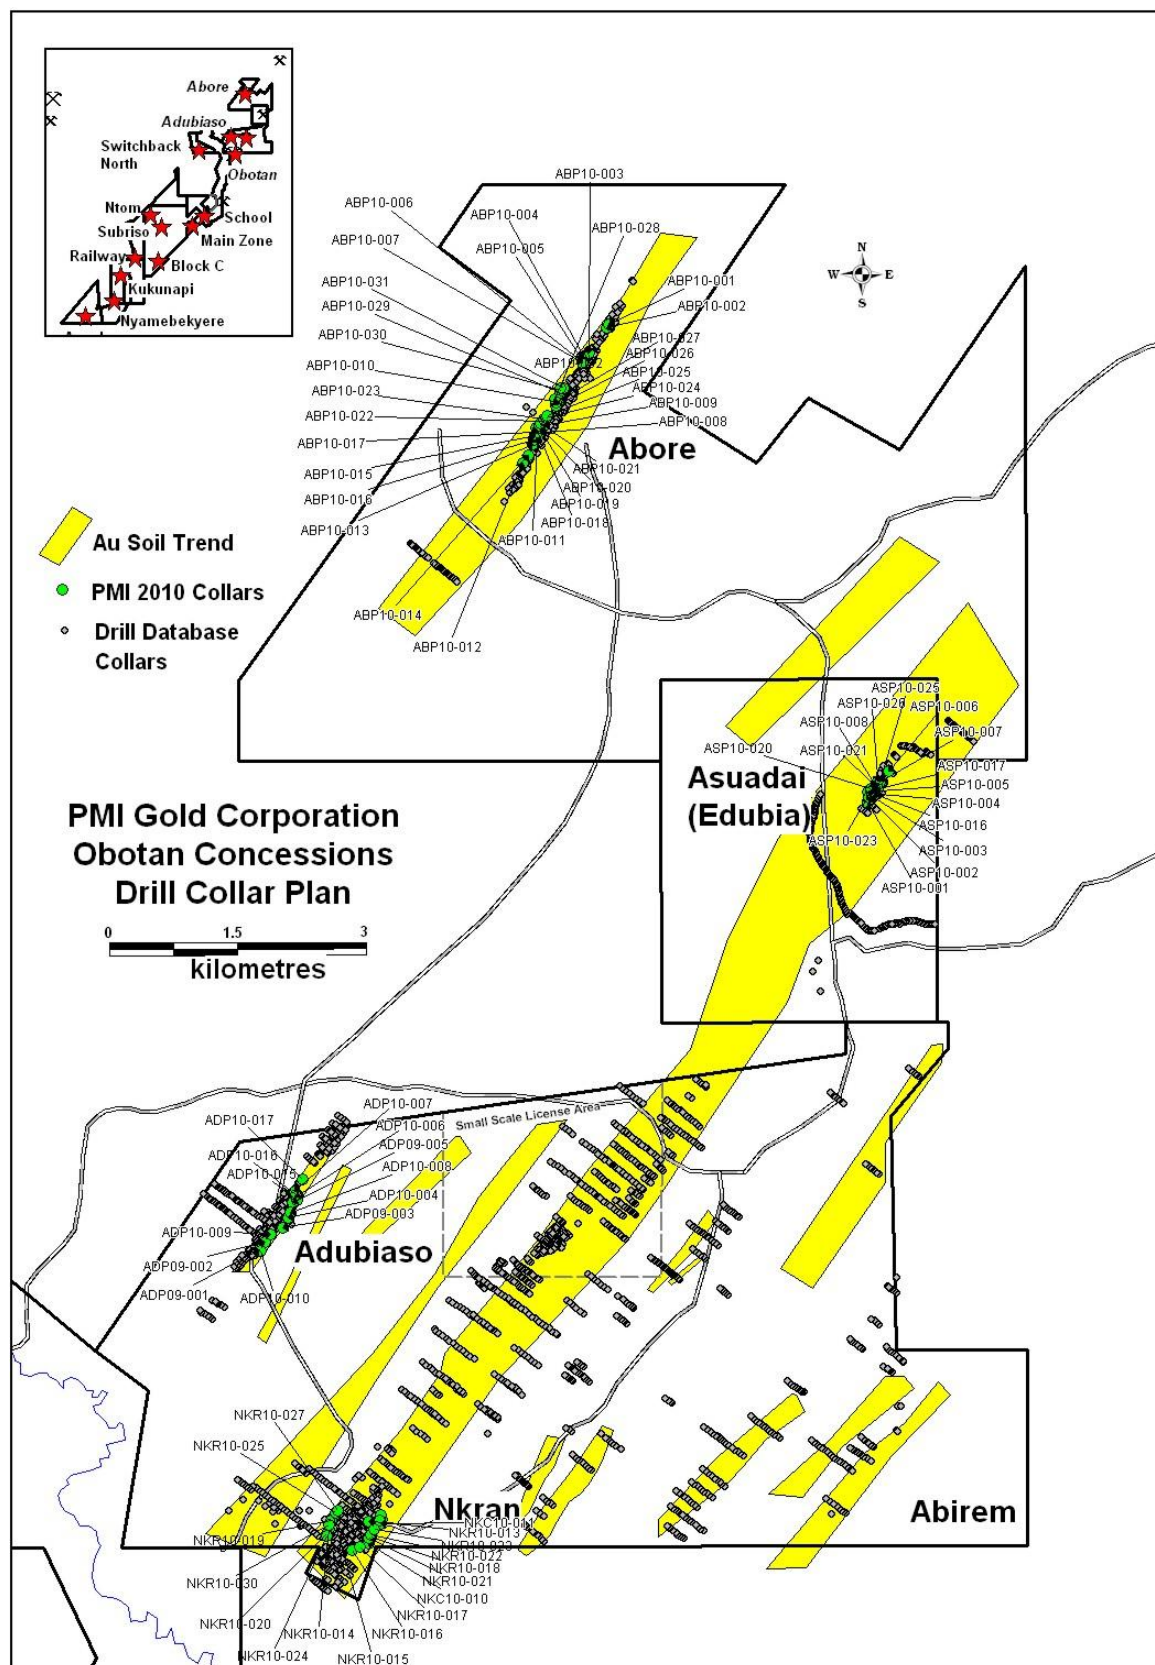 Abore
Adubiaso
Switchback
North
Obotan
Ntom
School
Subriso
Main Zone
Railway
Block C
Kukunapi
Nyamebekyere
N
W
E
S
ABP10-003
ABP10-006
ABP10-004
ABP10-028
ABP10-007
ABP10-005
ABP10-031
ABP10-001
ABP10-029
ABP10-002
ABP10-030
ABP10-027
ABP10-026
ABP10-010
ABP10-025
ABP10-023
ABP10-024
ABP10-009
ABP10-022
ABP10-008
ABP10-017
Abore
ABP10-015
ABP10-021
ABP10-016
ABP10-020
ABP10-019
ABP10-013
ABP10-018
ABP10-011
ABP10-014
ABP10-012
Au Soil Trend
PMI 2010 Collars
Drill Database
Collars
ASP10-025
ASP10-026
ASP10-006
ASP10-008
ASP10-007
ASP10-020
ASP10-021
ASP10-017
Asuadai
(Edubia)
ASP10-005
ASP10-004
ASP10-016
ASP10-023
ASP10-003
ASP10-002
ASP10-001
PMI Gold Corporation
Obotan Concessions
Drill Collar Plan
0 1.5 3
kilometres
Small Scale License Area
ADP10-007
ADP10-017
ADP10-006
ADP09-005
ADP10-016
ADP10-008
ADP10-015
ADP10-004
ADP09-003
ADP10-009
Adubiaso
ADP09-002
ADP09-001
ADP10-010
NKR10-027
NKR10-025
Nkran
Abirem
NKC10-011
NKR10-013
NKR10-019
NKR10-022
NKR10-018
NKR10-030
NKR10-021
NKC10-010
NKR10-017
NKR10-020
NKR10-014
NKR10-016
NKR10-024
NKR10-015